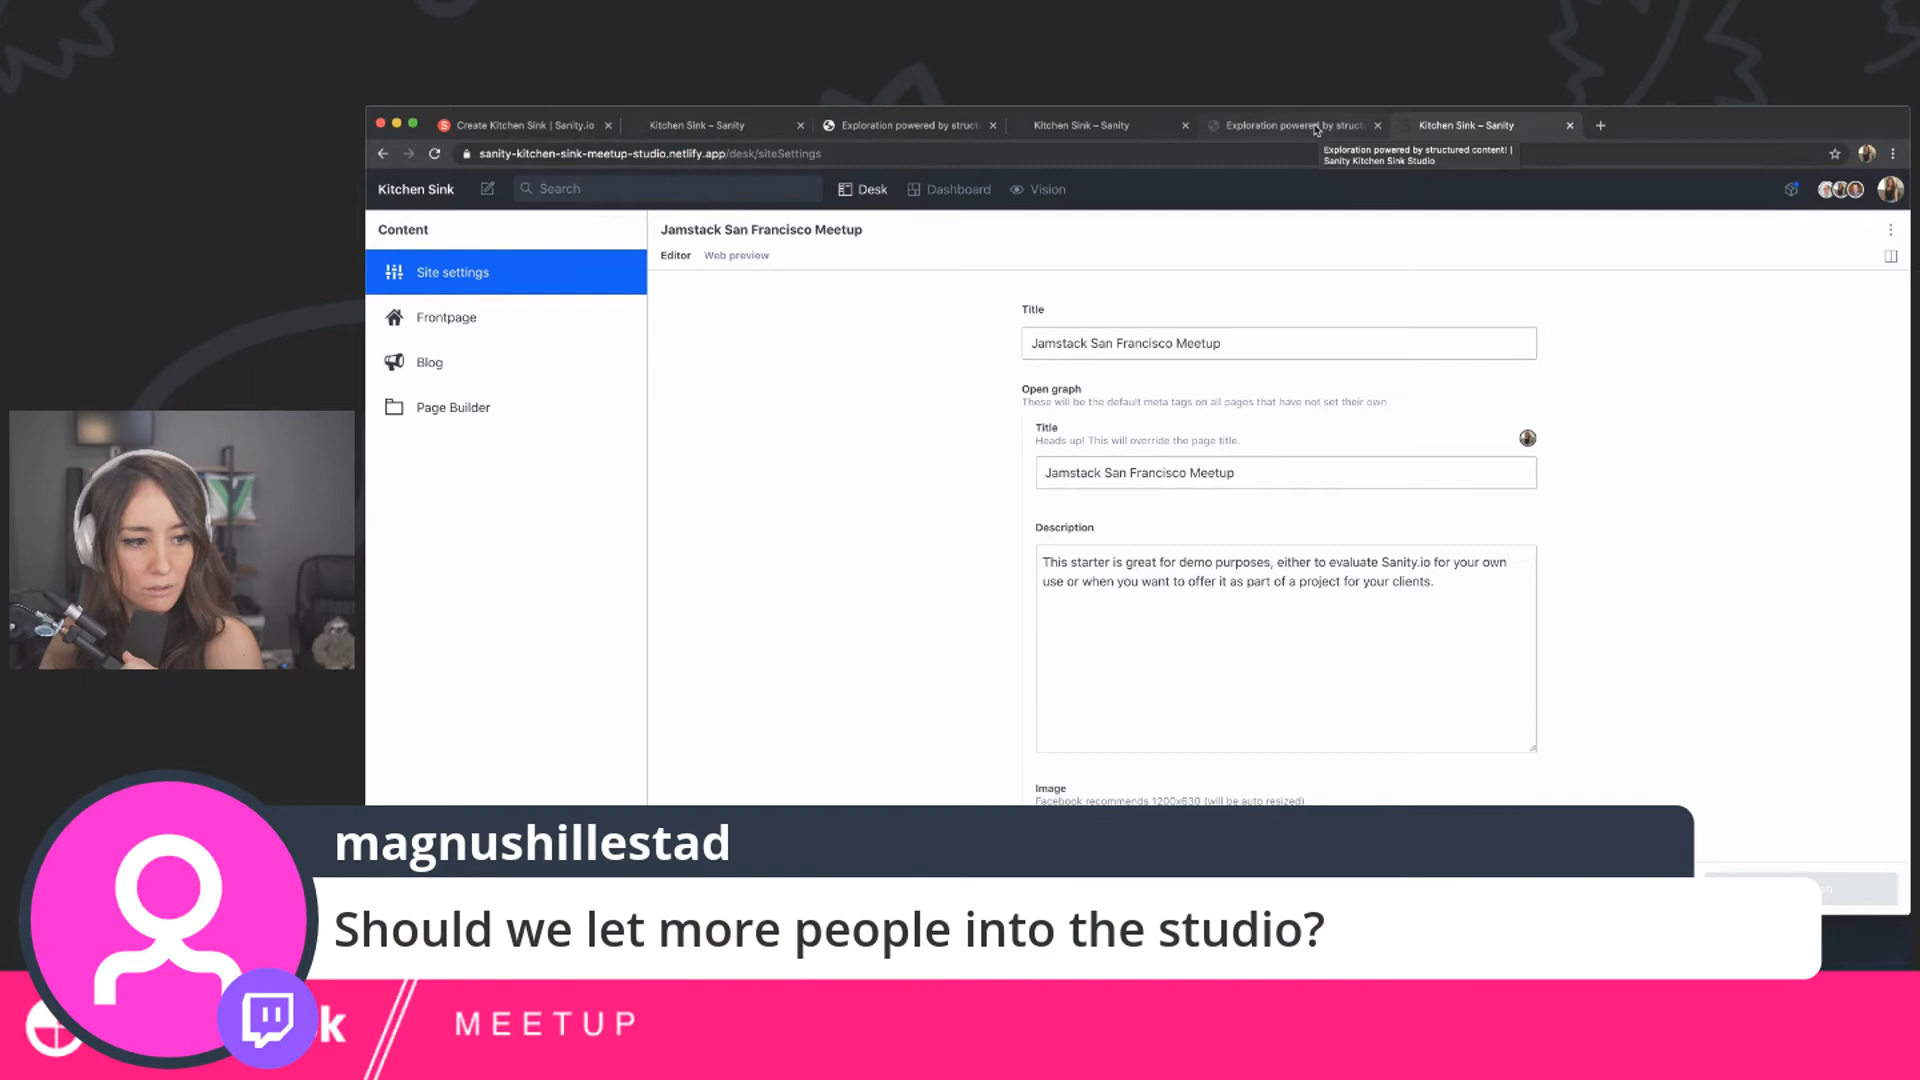 Create Kitchen Sink | Sanity.io
Kitchen Sink – Sanity
Exploration powered by struct
Kitchen Sink – Sanity
Exploration powered by struct
Kitchen Sink – Sanity
sanity-kitchen-sink-meetup-studio.netlify.app/desk/siteSettings
Exploration powered by structured content! |
Sanity Kitchen Sink Studio
Kitchen Sink
Search
Desk
Dashboard
Vision
Content
Site settings
Frontpage
Blog
Page Builder
Jamstack San Francisco Meetup
Editor
Web preview
Title
Jamstack San Francisco Meetup
Open graph
These will be the default meta tags on all pages that have not set their own
Title
Heads up! This will override the page title.
Jamstack San Francisco Meetup
Description
This starter is great for demo purposes, either to evaluate Sanity.io for your own
use or when you want to offer it as part of a project for your clients.
Image
Facebook recommends 1200x630 (will be auto resized)
magnushillestad
Should we let more people into the studio?
MEETUP